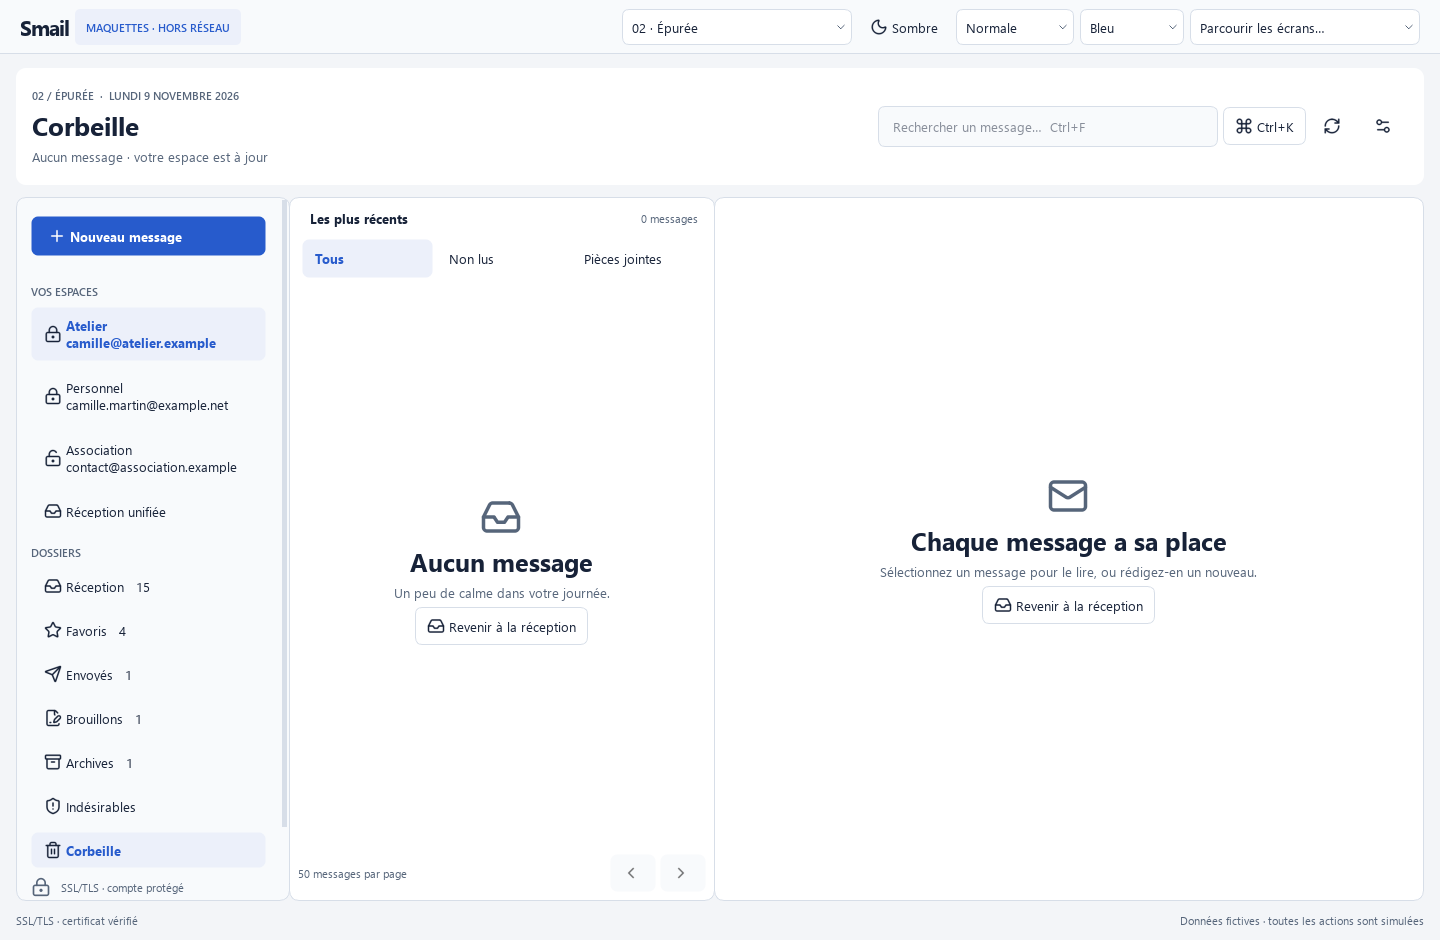 Smail
MAQUETTES · HORS RÉSEAU
02 · Épurée
Sombre
Normale
Bleu
Parcourir les écrans...
02 / ÉPURÉE · LUNDI 9 NOVEMBRE 2026
Corbeille
Aucun message · votre espace est à jour
Rechercher un message... Ctrl+F
Ctrl+K
Nouveau message
VOS ESPACES
Atelier
camille@atelier.example
Personnel
camille.martin@example.net
Association
contact@association.example
Réception unifiée
DOSSIERS
Réception 15
Favoris 4
Envoyés 1
Brouillons 1
Archives 1
Indésirables
Corbeille
SSL/TLS · compte protégé
Les plus récents
0 messages
Tous
Non lus
Pièces jointes
Aucun message
Un peu de calme dans votre journée.
Revenir à la réception
50 messages par page
Chaque message a sa place
Sélectionnez un message pour le lire, ou rédigez-en un nouveau.
Revenir à la réception
SSL/TLS · certificat vérifié
Données fictives · toutes les actions sont simulées